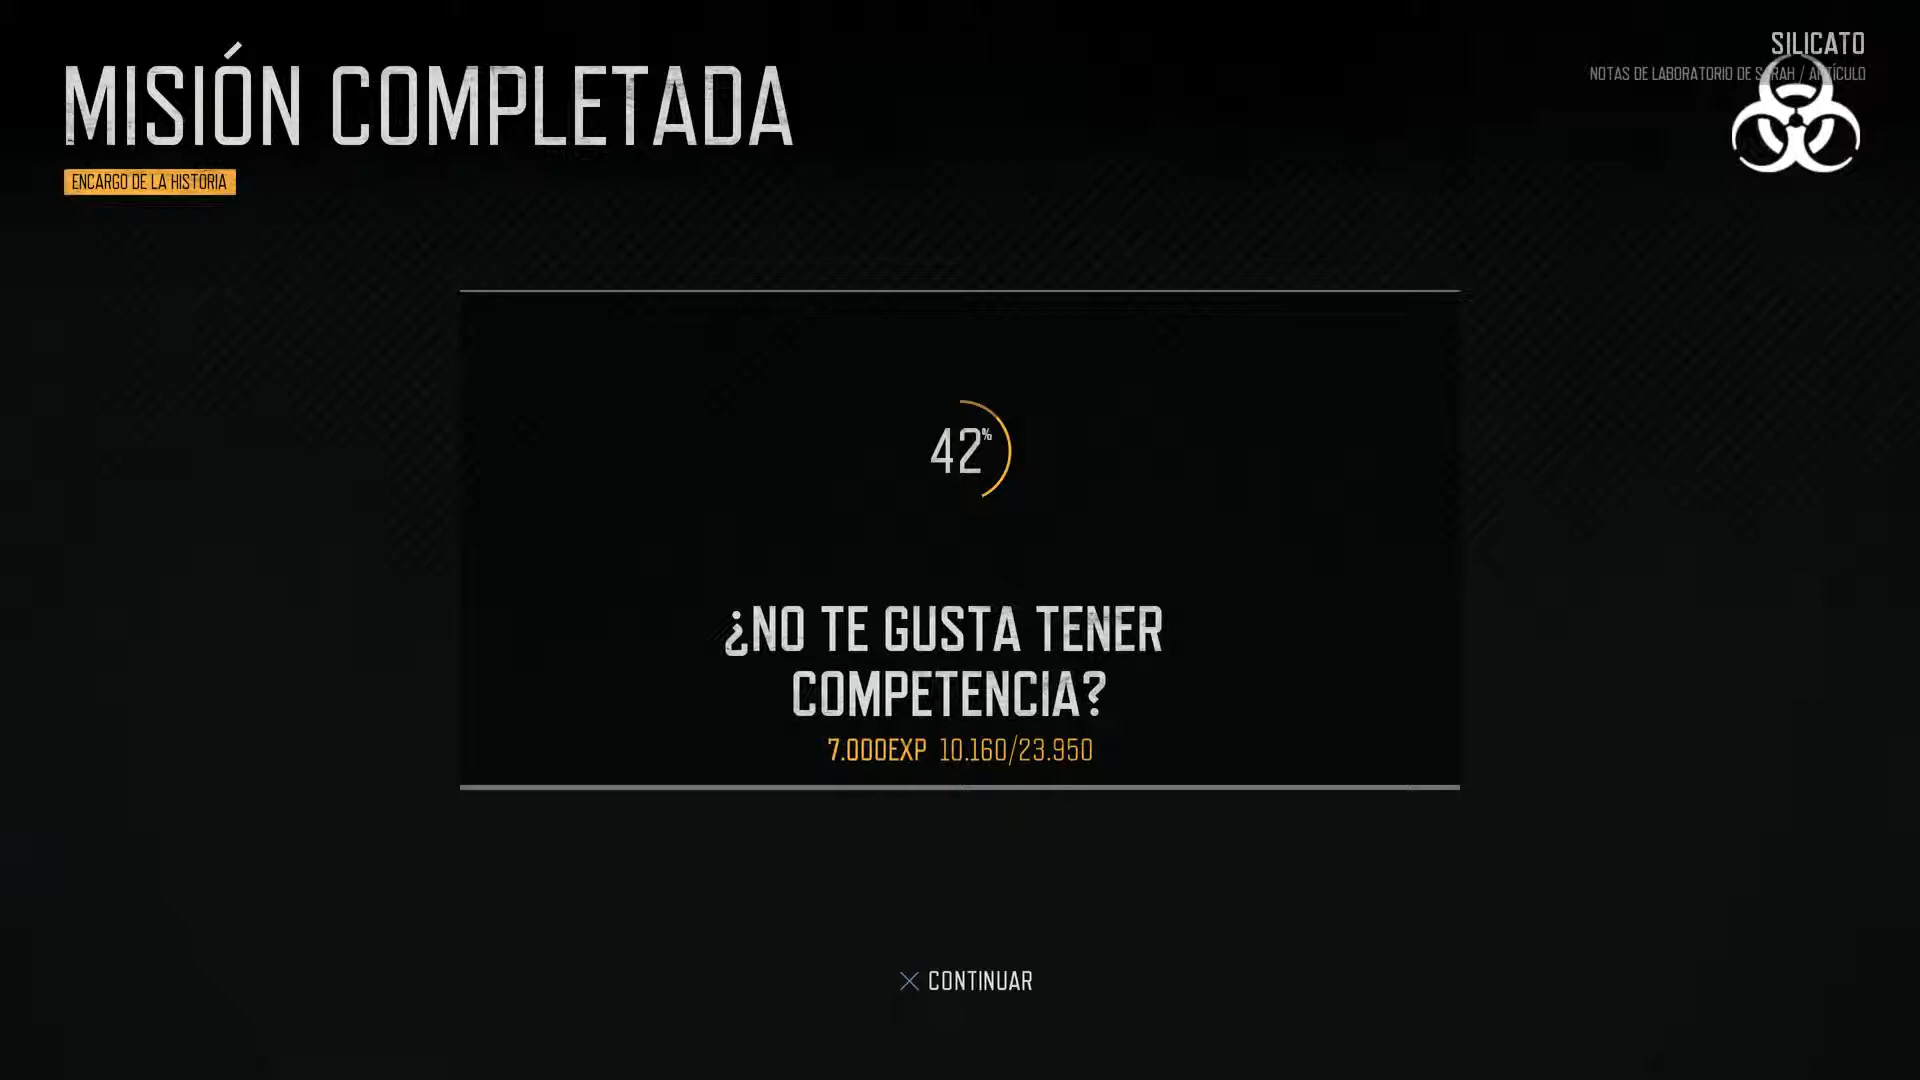 MISIÓN COMPLETADA
ENCARGO DE LA HISTORIA
SILICATO
NOTAS DE LABORATORIO DE SARAH / ARTÍCULO
42%
¿NO TE GUSTA TENER
COMPETENCIA?
7.000EXP 10.160/23.950
CONTINUAR